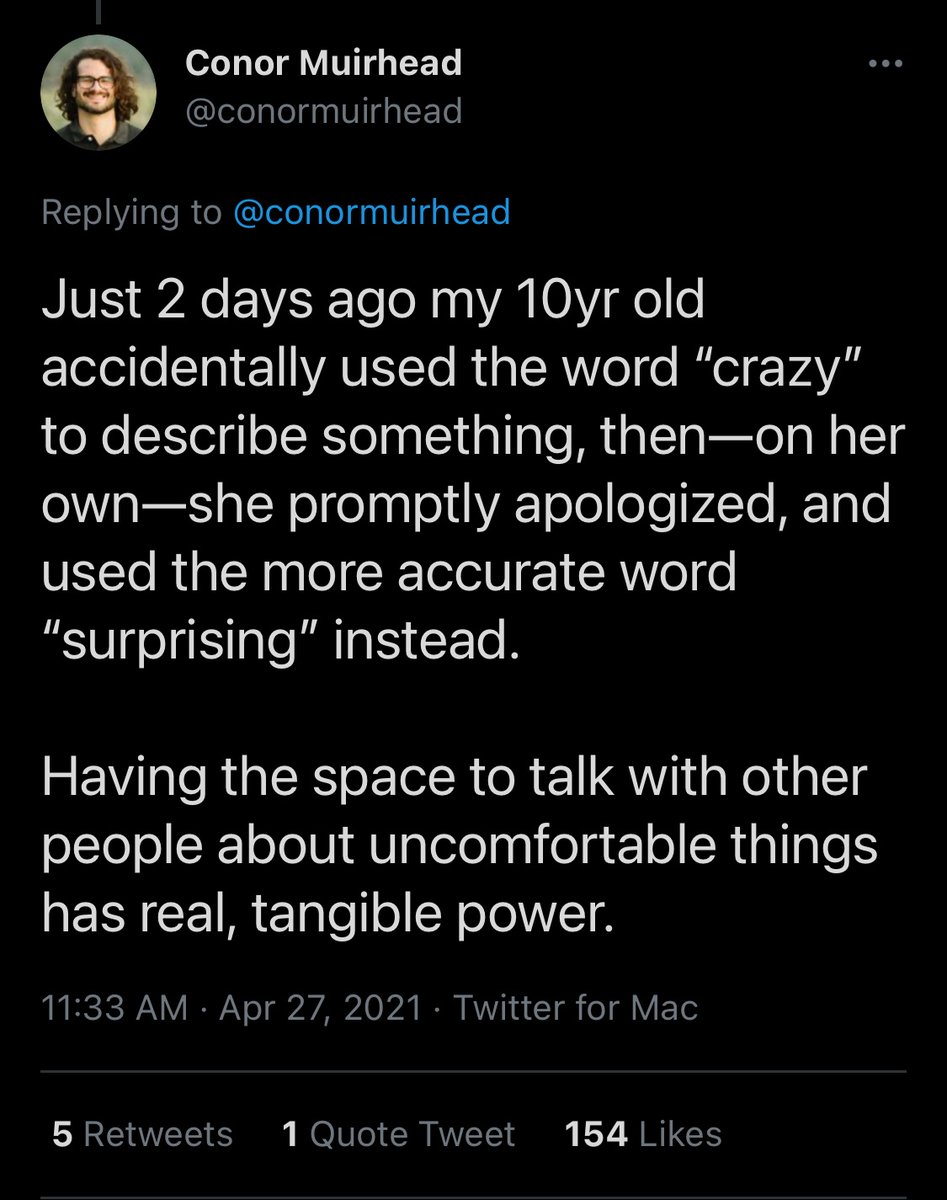 Conor Muirhead
@conormuirhead
Replying to @conormuirhead
Just 2 days ago my 10yr old
accidentally used the word “crazy”
to describe something, then—on her
own—she promptly apologized, and
used the more accurate word
“surprising” instead.
Having the space to talk with other
people about uncomfortable things
has real, tangible power.
11:33 AM · Apr 27, 2021 · Twitter for Mac
5 Retweets 1 Quote Tweet 154 Likes